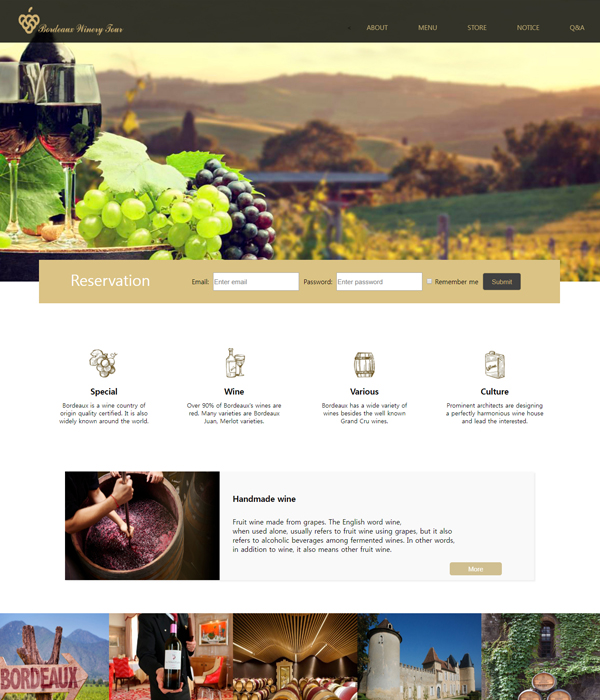 Bordeaux Winery Tour
ABOUT MENU STORE NOTICE Q&A
Reservation Email: Enter email Password: Enter password Remember me Submit
Special
Bordeaux is a wine country of
origin quality certified. It is also
widely known around the world.
Wine
Over 90% of Bordeaux's wines are
red. Many varieties are Bordeaux
Juan, Merlot varieties.
Various
Bordeaux has a wide variety of
wines besides the well known
Grand Cru wines.
Culture
Prominent architects are designing
a perfectly harmonious wine house
and lead the interested.
Handmade wine
Fruit wine made from grapes. The English word wine,
when used alone, usually refers to fruit wine using grapes, but it also
refers to alcoholic beverages among fermented wines. In other words,
in addition to wine, it also means other fruit wine.
More
BORDEAUX